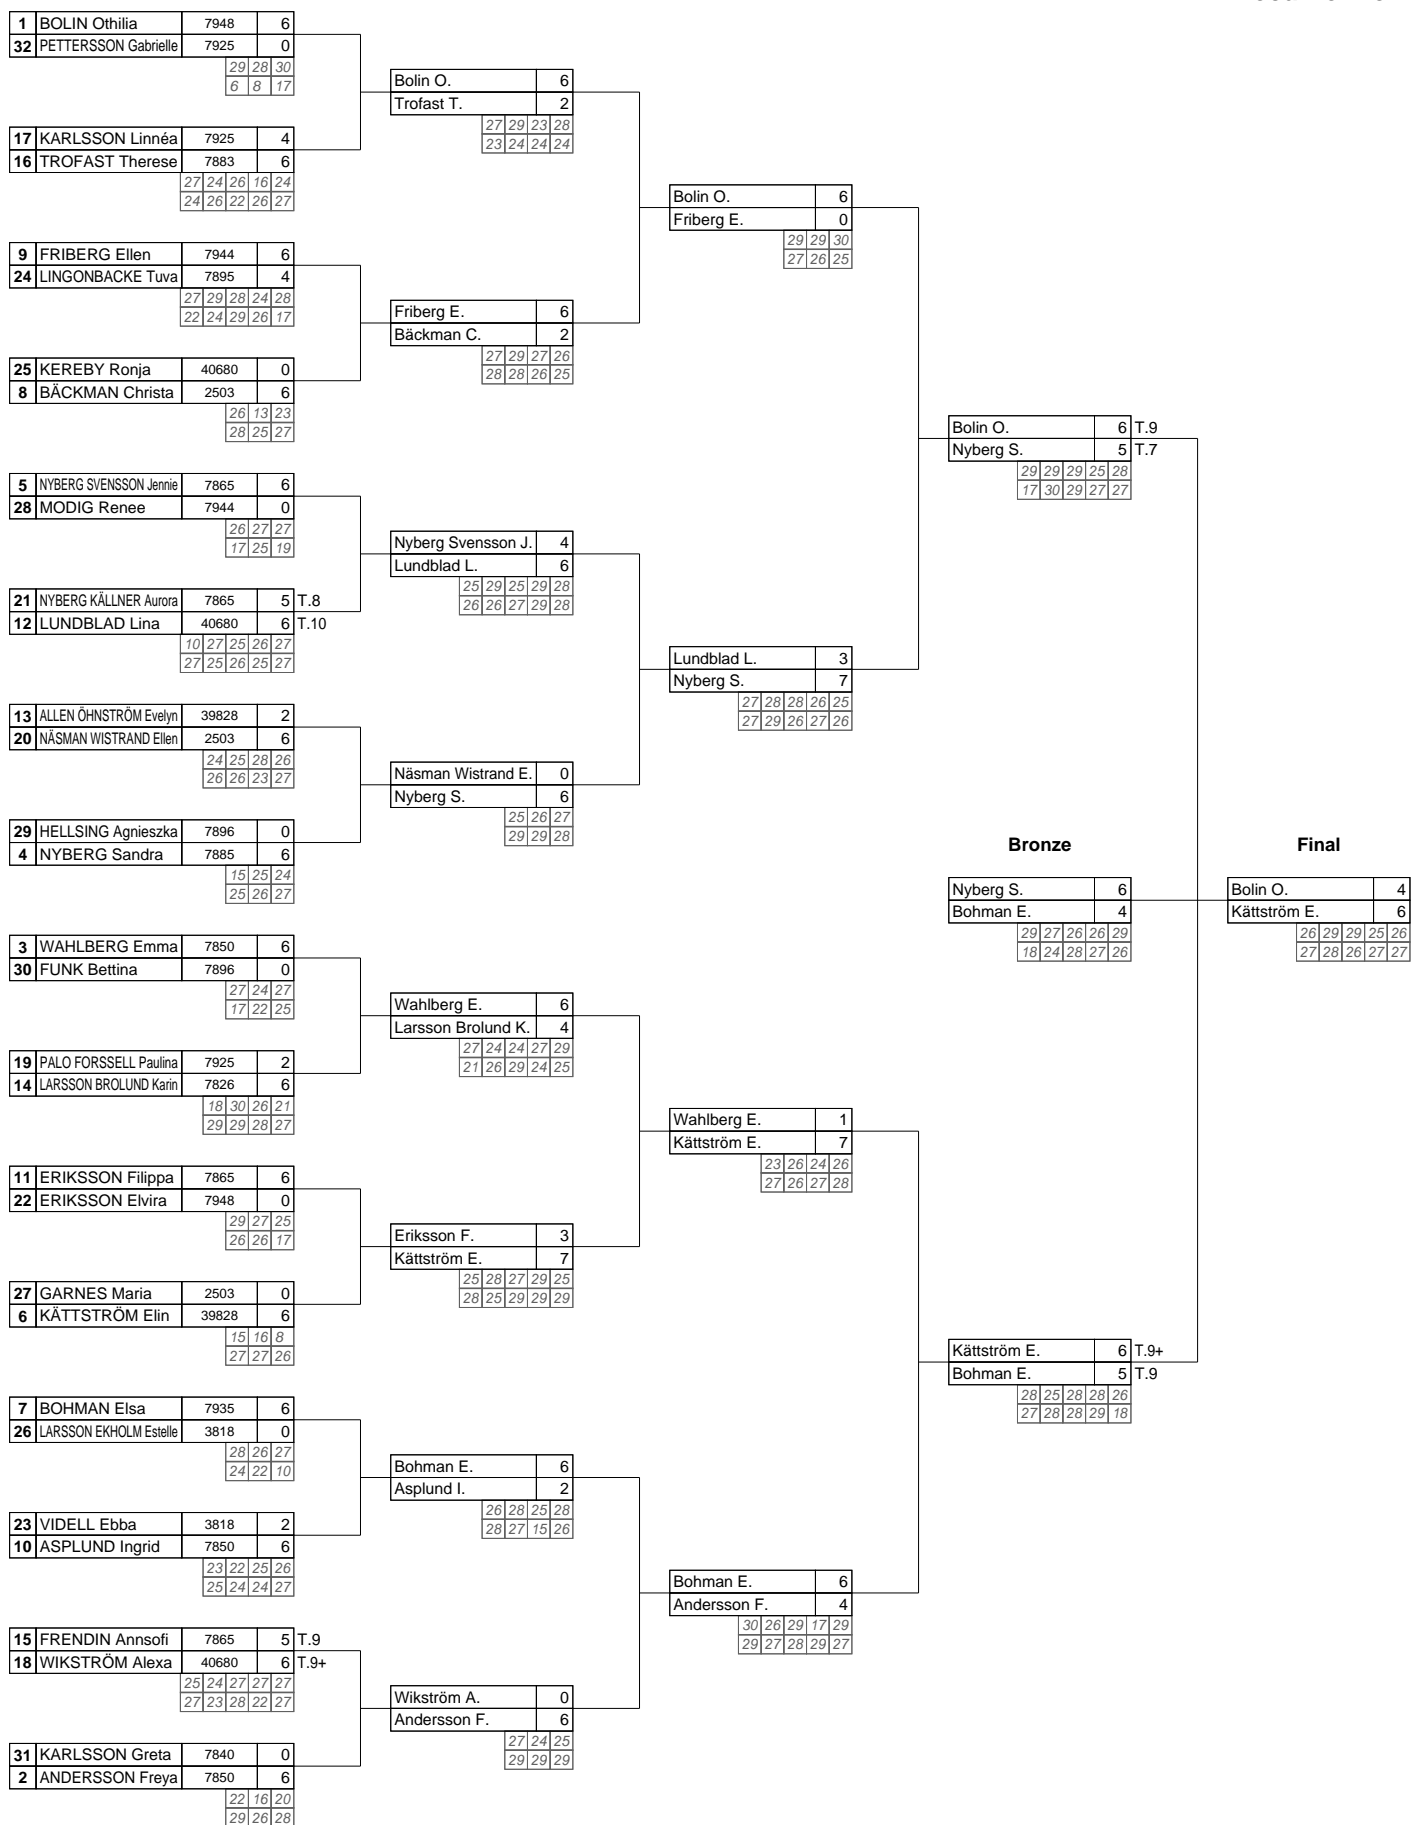 1 BOLIN Othilia 7948 6
32 PETTERSSON Gabrielle 7925 0
29 28 30
6 8 17
17 KARLSSON Linnéa 7925 4
16 TROFAST Therese 7883 6
27 24 26 16 24
24 26 22 26 27
9 FRIBERG Ellen 7944 6
24 LINGONBACKE Tuva 7895 4
27 29 28 24 28
22 24 29 26 17
25 KEREBY Ronja 40680 0
8 BÄCKMAN Christa 2503 6
26 13 23
28 25 27
5 NYBERG SVENSSON Jennie 7865 6
28 MODIG Renee 7944 0
26 27 27
17 25 19
21 NYBERG KÄLLNER Aurora 7865 5 T.8
12 LUNDBLAD Lina 40680 6 T.10
10 27 25 26 27
27 25 26 25 27
13 ALLEN ÖHNSTRÖM Evelyn 39828 2
20 NÄSMAN WISTRAND Ellen 2503 6
24 25 28 26
26 26 23 27
29 HELLSING Agnieszka 7896 0
4 NYBERG Sandra 7885 6
15 25 24
25 26 27
3 WAHLBERG Emma 7850 6
30 FUNK Bettina 7896 0
27 24 27
17 22 25
19 PALO FORSSELL Paulina 7925 2
14 LARSSON BROLUND Karin 7826 6
18 30 26 21
29 29 28 27
11 ERIKSSON Filippa 7865 6
22 ERIKSSON Elvira 7948 0
29 27 25
26 26 17
27 GARNES Maria 2503 0
6 KÄTTSTRÖM Elin 39828 6
15 16 8
27 27 26
7 BOHMAN Elsa 7935 6
26 LARSSON EKHOLM Estelle 3818 0
28 26 27
24 22 10
23 VIDELL Ebba 3818 2
10 ASPLUND Ingrid 7850 6
23 22 25 26
25 24 24 27
15 FRENDIN Annsofi 7865 5 T.9
18 WIKSTRÖM Alexa 40680 6 T.9+
25 24 27 27 27
27 23 28 22 27
31 KARLSSON Greta 7840 0
2 ANDERSSON Freya 7850 6
22 16 20
29 26 28
Bolin O. 6
Trofast T. 2
27 29 23 28
23 24 24 24
Friberg E. 6
Bäckman C. 2
27 29 27 26
28 28 26 25
Nyberg Svensson J. 4
Lundblad L. 6
25 29 25 29 28
26 26 27 29 28
Näsman Wistrand E. 0
Nyberg S. 6
25 26 27
29 29 28
Wahlberg E. 6
Larsson Brolund K. 4
27 24 24 27 29
21 26 29 24 25
Eriksson F. 3
Kättström E. 7
25 28 27 29 25
28 25 29 29 29
Bohman E. 6
Asplund I. 2
26 28 25 28
28 27 15 26
Wikström A. 0
Andersson F. 6
27 24 25
29 29 29
Bolin O. 6
Friberg E. 0
29 29 30
27 26 25
Lundblad L. 3
Nyberg S. 7
27 28 28 26 25
27 29 26 27 26
Wahlberg E. 1
Kättström E. 7
23 26 24 26
27 26 27 28
Bohman E. 6
Andersson F. 4
30 26 29 17 29
29 27 28 29 27
Bolin O. 6 T.9
Nyberg S. 5 T.7
29 29 29 25 28
17 30 29 27 27
Kättström E. 6 T.9+
Bohman E. 5 T.9
28 25 28 28 26
27 28 28 29 18
Bronze
Nyberg S. 6
Bohman E. 4
29 27 26 26 29
18 24 28 27 26
Final
Bolin O. 4
Kättström E. 6
26 29 29 25 26
27 28 26 27 27